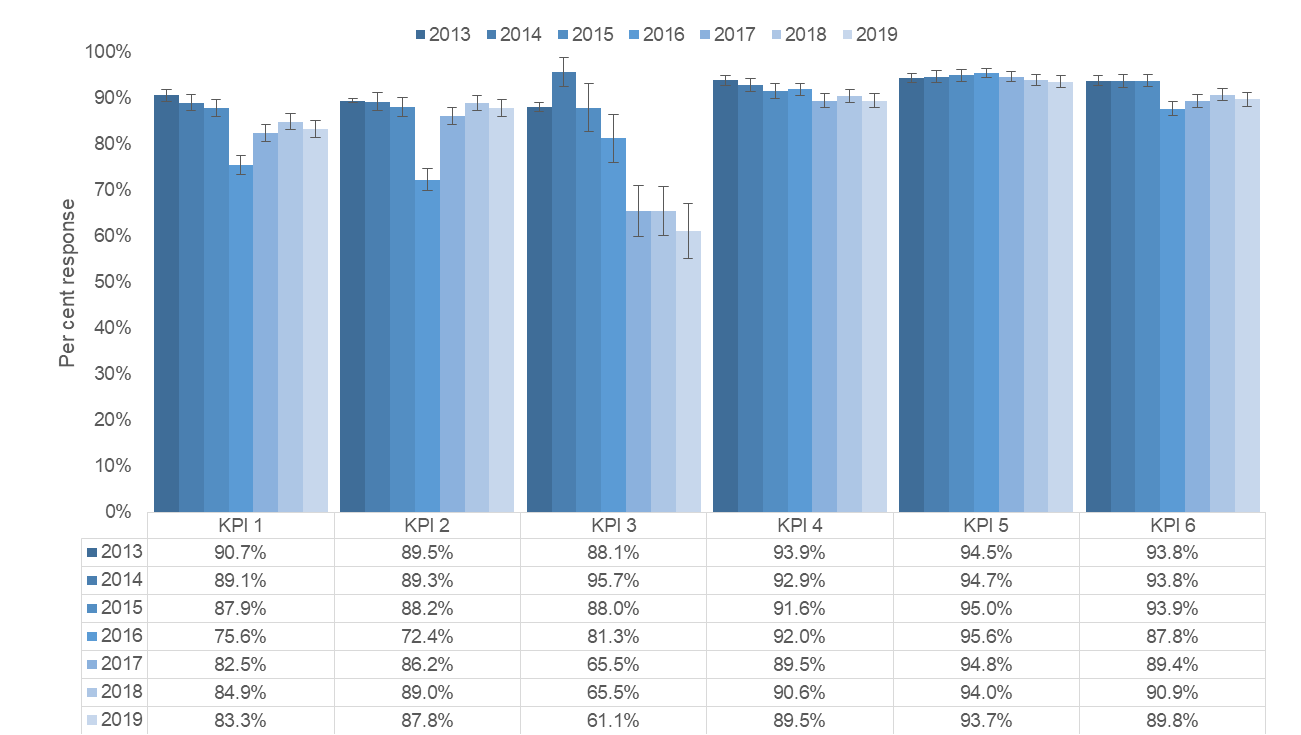 2013 2014 2015 2016 2017 2018 2019
100%
90%
80%
70%
60%
50%
40%
30%
20%
10%
0%
Per cent response
KPI 1 KPI 2 KPI 3 KPI 4 KPI 5 KPI 6
2013 90.7% 89.5% 88.1% 93.9% 94.5% 93.8%
2014 89.1% 89.3% 95.7% 92.9% 94.7% 93.8%
2015 87.9% 88.2% 88.0% 91.6% 95.0% 93.9%
2016 75.6% 72.4% 81.3% 92.0% 95.6% 87.8%
2017 82.5% 86.2% 65.5% 89.5% 94.8% 89.4%
2018 84.9% 89.0% 65.5% 90.6% 94.0% 90.9%
2019 83.3% 87.8% 61.1% 89.5% 93.7% 89.8%